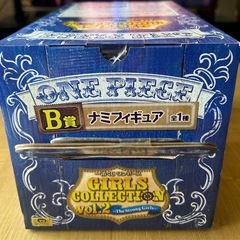 ONE PIECE
B賞 ナミフィギュア 全1種
GIRLS
COLLECTION
vol.2
~The Strong Girls~